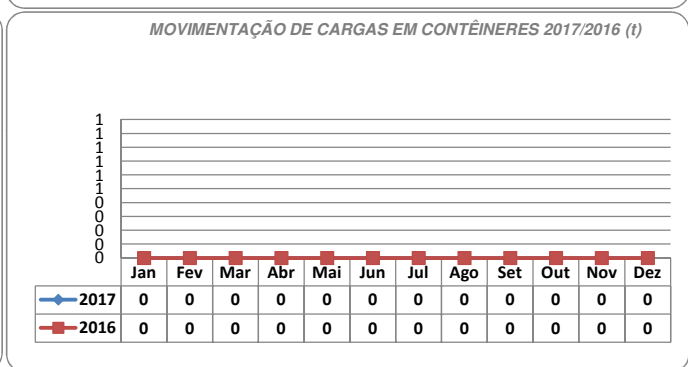 MOVIMENTAÇÃO DE CARGAS EM CONTÊINERES 2017/2016 (t)
1
1
1
1
1
1
0
0
0
0
0
Jan Fev Mar Abr Mai Jun Jul Ago Set Out Nov Dez
2017 0 0 0 0 0 0 0 0 0 0 0 0
2016 0 0 0 0 0 0 0 0 0 0 0 0